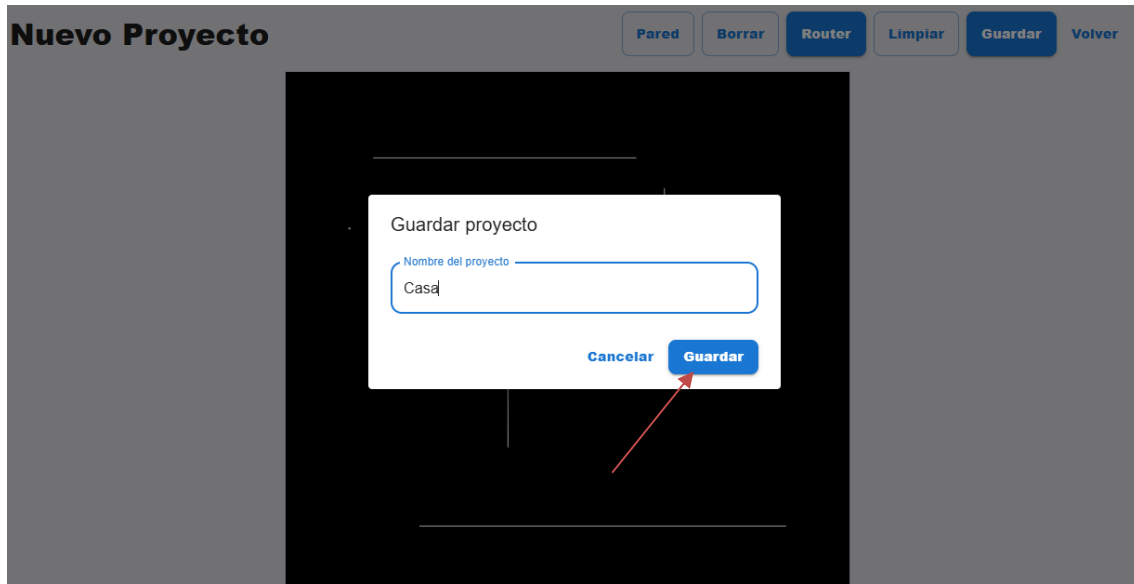 Nuevo Proyecto
Pared Borrar Router Limpiar Guardar Volver
Guardar proyecto
Nombre del proyecto
Casa
Cancelar Guardar